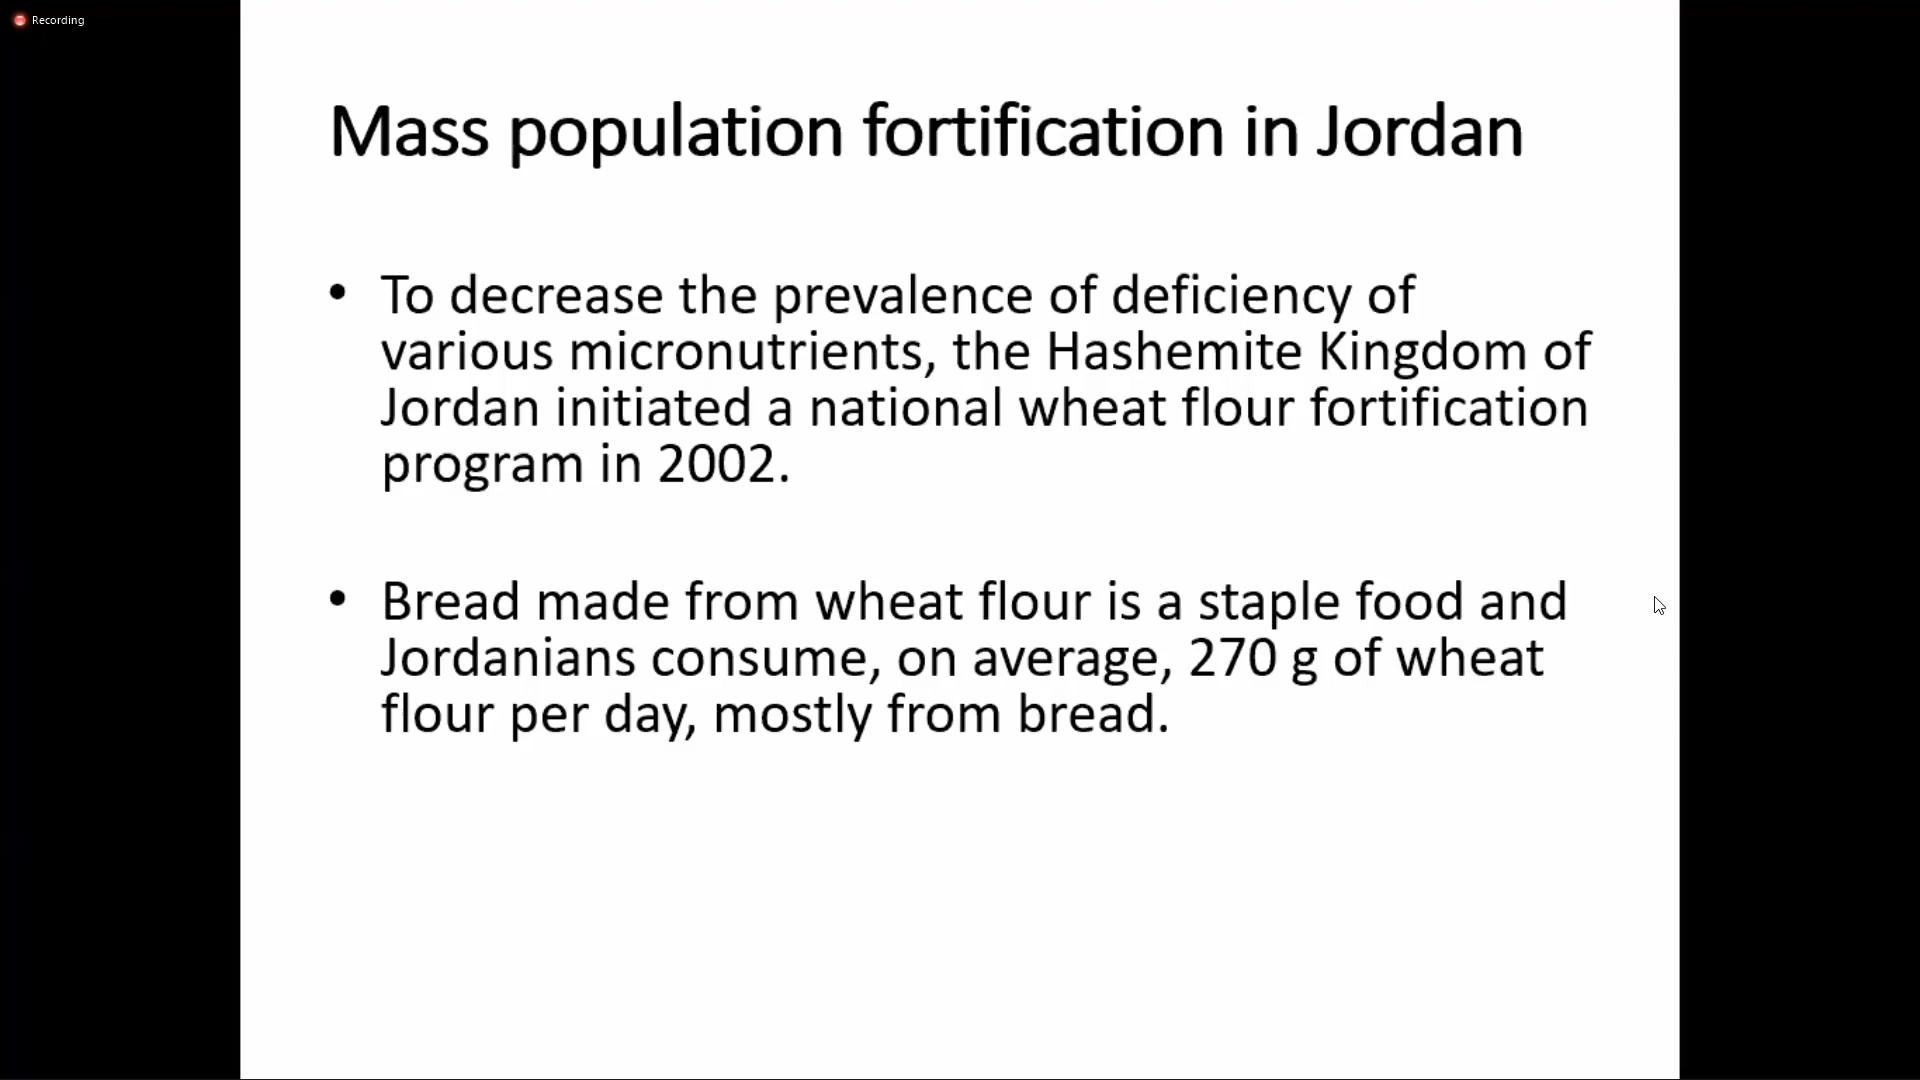 Recording
Mass population fortification in Jordan
• To decrease the prevalence of deficiency of
various micronutrients, the Hashemite Kingdom of
Jordan initiated a national wheat flour fortification
program in 2002.
• Bread made from wheat flour is a staple food and
Jordanians consume, on average, 270 g of wheat
flour per day, mostly from bread.